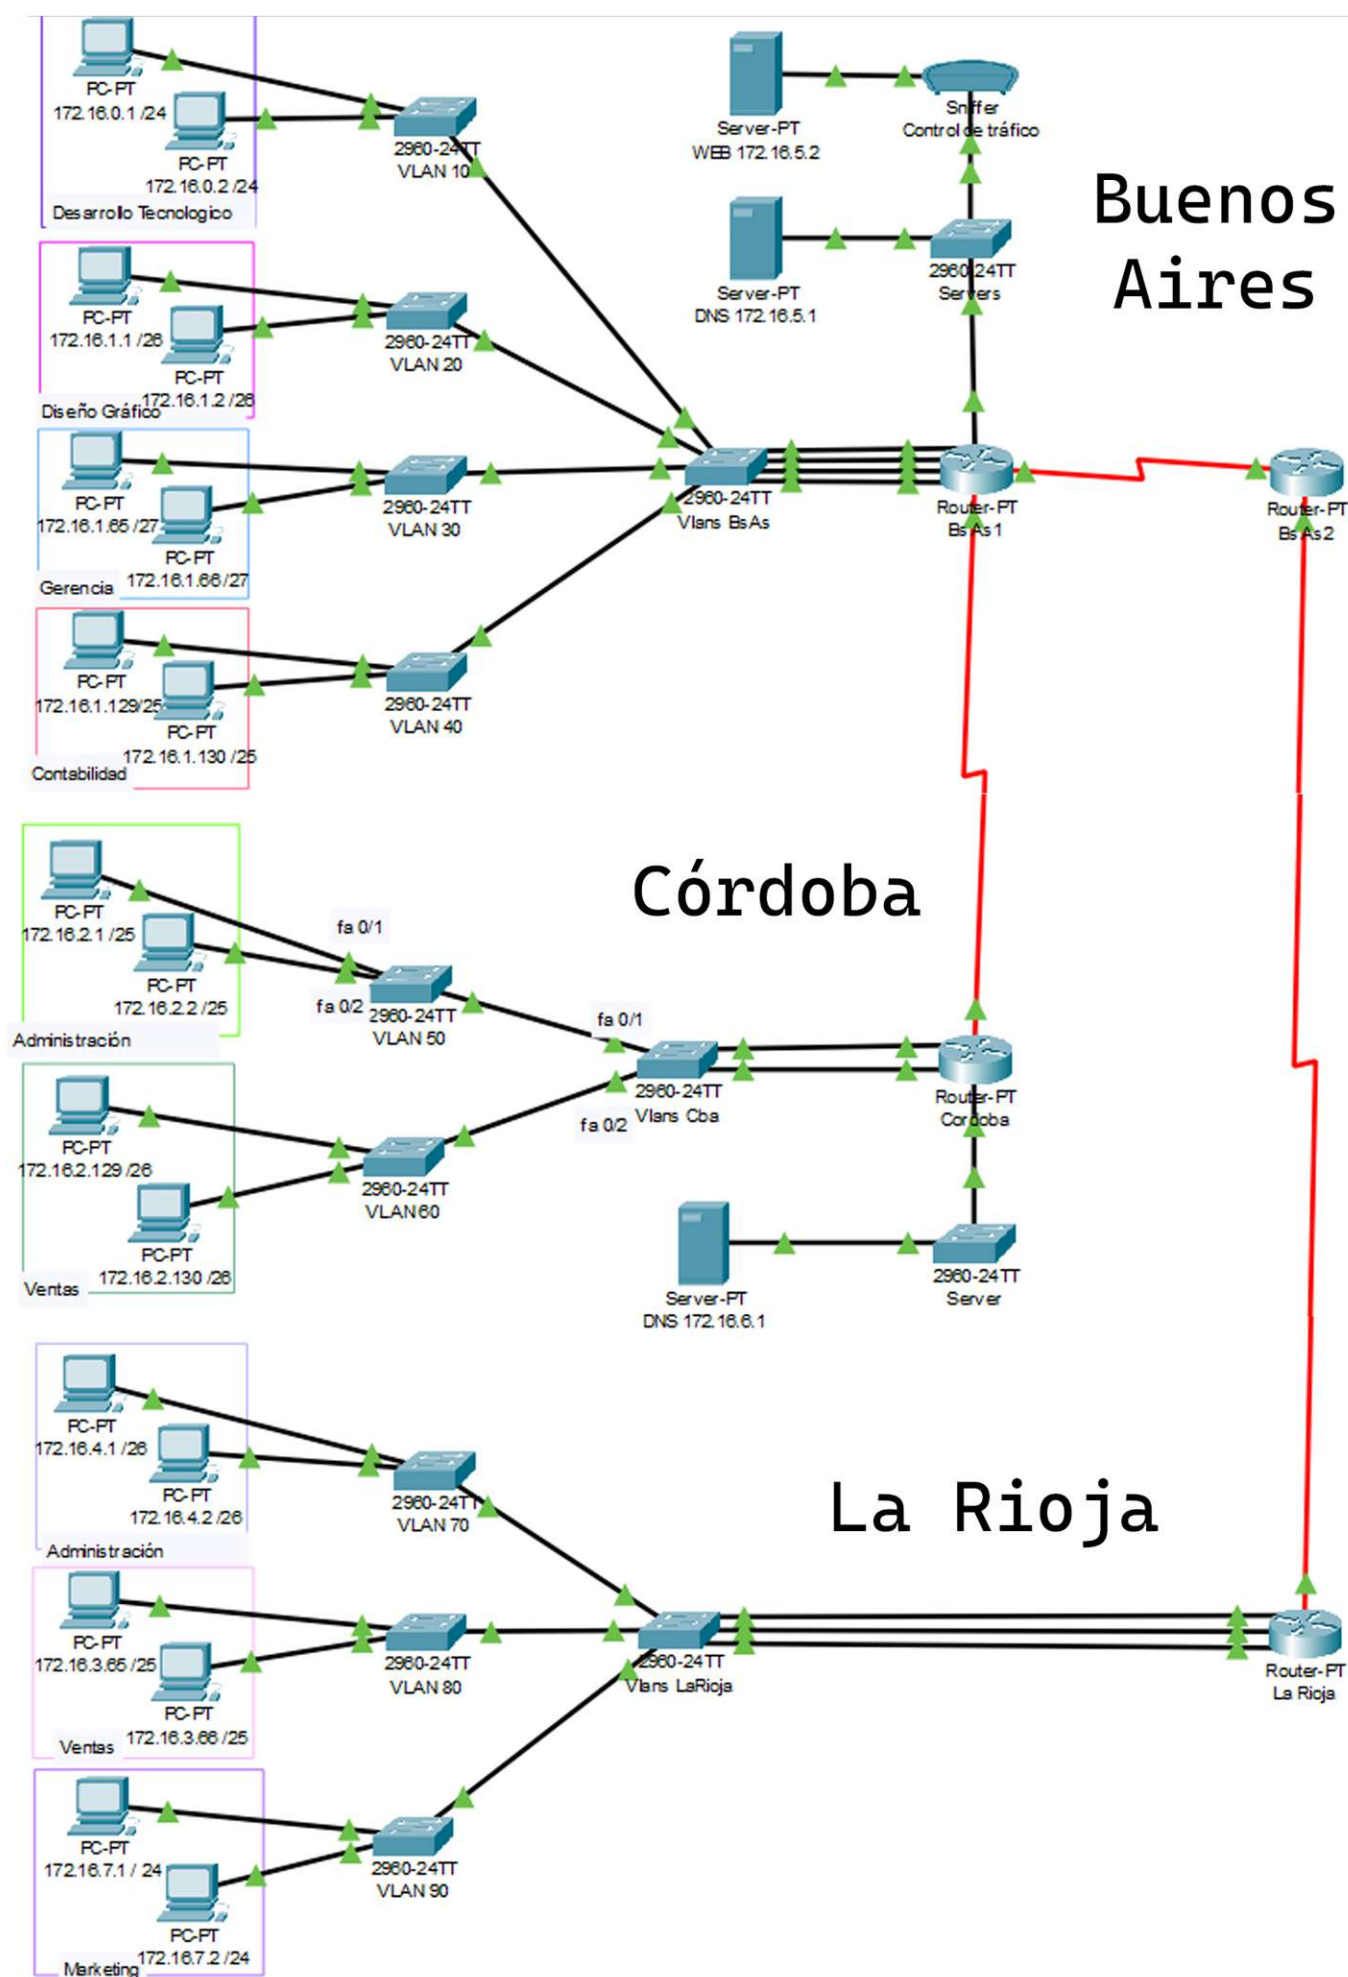 PC-PT
172.16.0.1 /24
PC-PT
172.16.0.2 /24
Desarrollo Tecnologico
2960-24TT
VLAN 10
Server-PT
WEB 172.16.5.2
Sniffer
Control de tráfico
Server-PT
DNS 172.16.5.1
2960-24TT
Servers
Buenos
Aires
PC-PT
172.16.1.1 /26
PC-PT
172.16.1.2 /26
Diseño Gráfico
2960-24TT
VLAN 20
PC-PT
172.16.1.65 /27
PC-PT
172.16.1.66 /27
Gerencia
2960-24TT
VLAN 30
2960-24TT
Vlans BsAs
Router-PT
Bs As 1
Router-PT
Bs As 2
PC-PT
172.16.1.129/25
PC-PT
172.16.1.130 /25
Contabilidad
2960-24TT
VLAN 40
Córdoba
PC-PT
172.16.2.1 /25
PC-PT
172.16.2.2 /25
Administración
fa 0/1
fa 0/2
2960-24TT
VLAN 50
fa 0/1
2960-24TT
Vlans Cba
fa 0/2
Router-PT
Cordoba
PC-PT
172.16.2.129 /26
PC-PT
172.16.2.130 /26
Ventas
2960-24TT
VLAN60
Server-PT
DNS 172.16.6.1
2960-24TT
Server
La Rioja
PC-PT
172.16.4.1 /26
PC-PT
172.16.4.2 /26
Administración
2960-24TT
VLAN 70
PC-PT
172.16.3.65 /25
PC-PT
172.16.3.66 /25
Ventas
2960-24TT
VLAN 80
2960-24TT
Vlans LaRioja
Router-PT
La Rioja
PC-PT
172.16.7.1 / 24
PC-PT
172.16.7.2 /24
Marketing
2960-24TT
VLAN 90